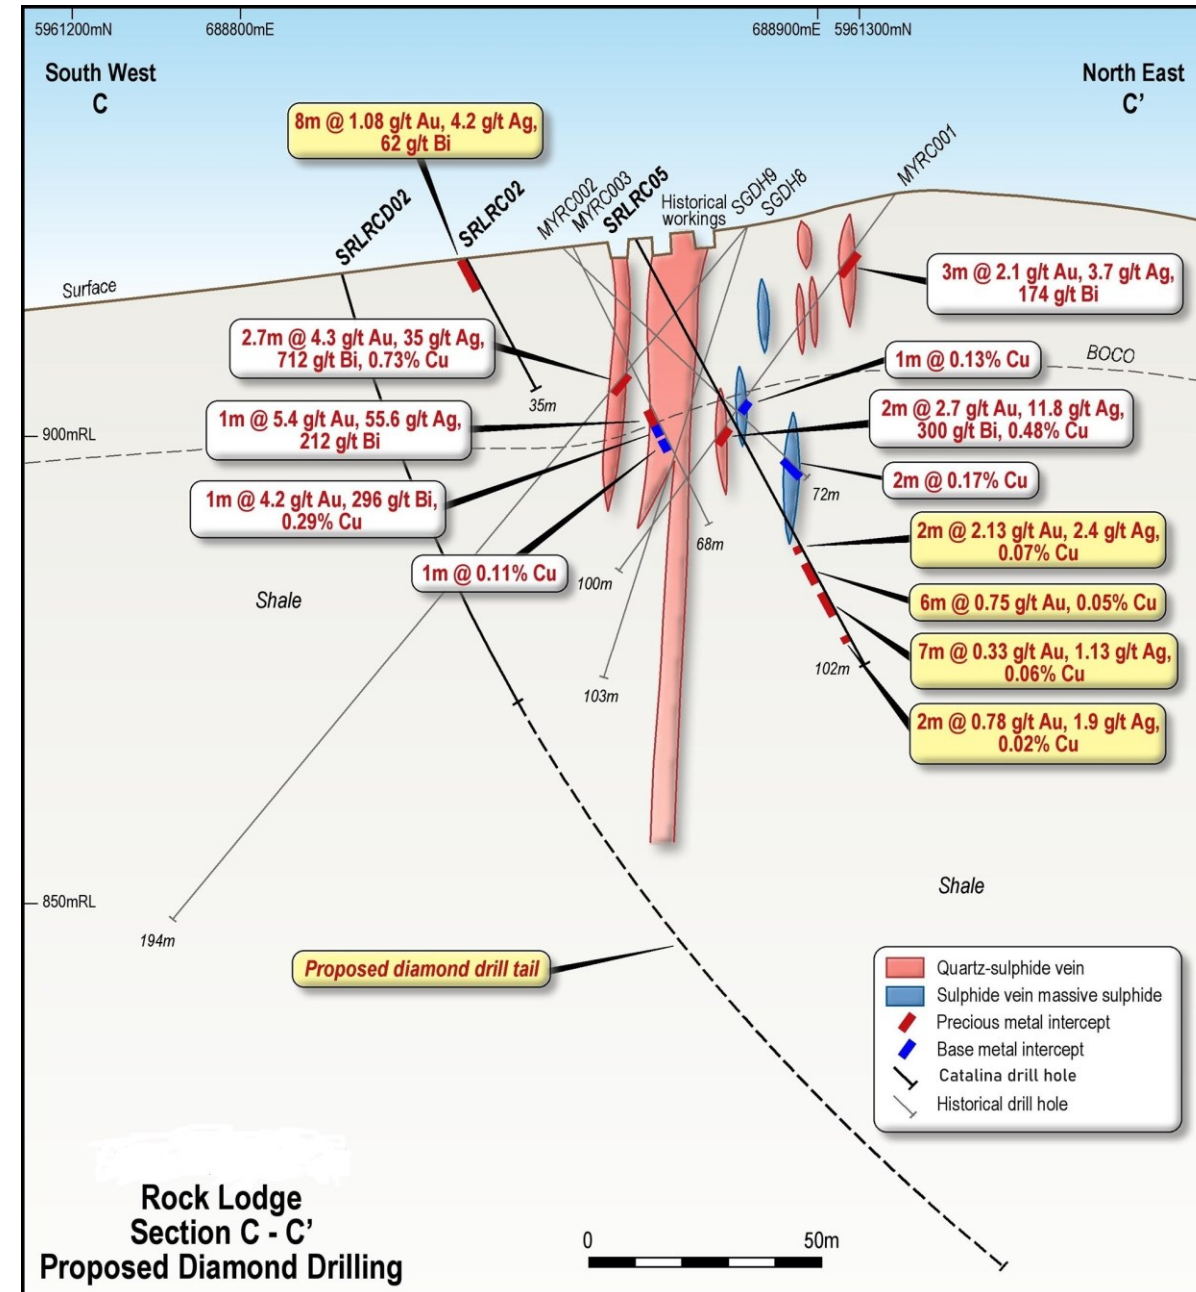 5961200mN
688800mE
688900mE
5961300mN
South West
C
North East
C’
8m @ 1.08 g/t Au, 4.2 g/t Ag,
62 g/t Bi
SRLRCD02
SRLRC02
MYRC002
MYRC003
SRLRC05
Historical
workings
SGDH9
SGDH8
MYRC001
Surface
3m @ 2.1 g/t Au, 3.7 g/t Ag,
174 g/t Bi
2.7m @ 4.3 g/t Au, 35 g/t Ag,
712 g/t Bi, 0.73% Cu
1m @ 0.13% Cu
BOCO
35m
1m @ 5.4 g/t Au, 55.6 g/t Ag,
212 g/t Bi
2m @ 2.7 g/t Au, 11.8 g/t Ag,
300 g/t Bi, 0.48% Cu
900mRL
1m @ 4.2 g/t Au, 296 g/t Bi,
0.29% Cu
2m @ 0.17% Cu
72m
68m
2m @ 2.13 g/t Au, 2.4 g/t Ag,
0.07% Cu
1m @ 0.11% Cu
100m
Shale
6m @ 0.75 g/t Au, 0.05% Cu
7m @ 0.33 g/t Au, 1.13 g/t Ag,
0.06% Cu
102m
103m
2m @ 0.78 g/t Au, 1.9 g/t Ag,
0.02% Cu
Shale
850mRL
194m
Proposed diamond drill tail
Quartz-sulphide vein
Sulphide vein massive sulphide
Precious metal intercept
Base metal intercept
Catalina drill hole
Historical drill hole
Rock Lodge
Section C - C’
Proposed Diamond Drilling
0
50m